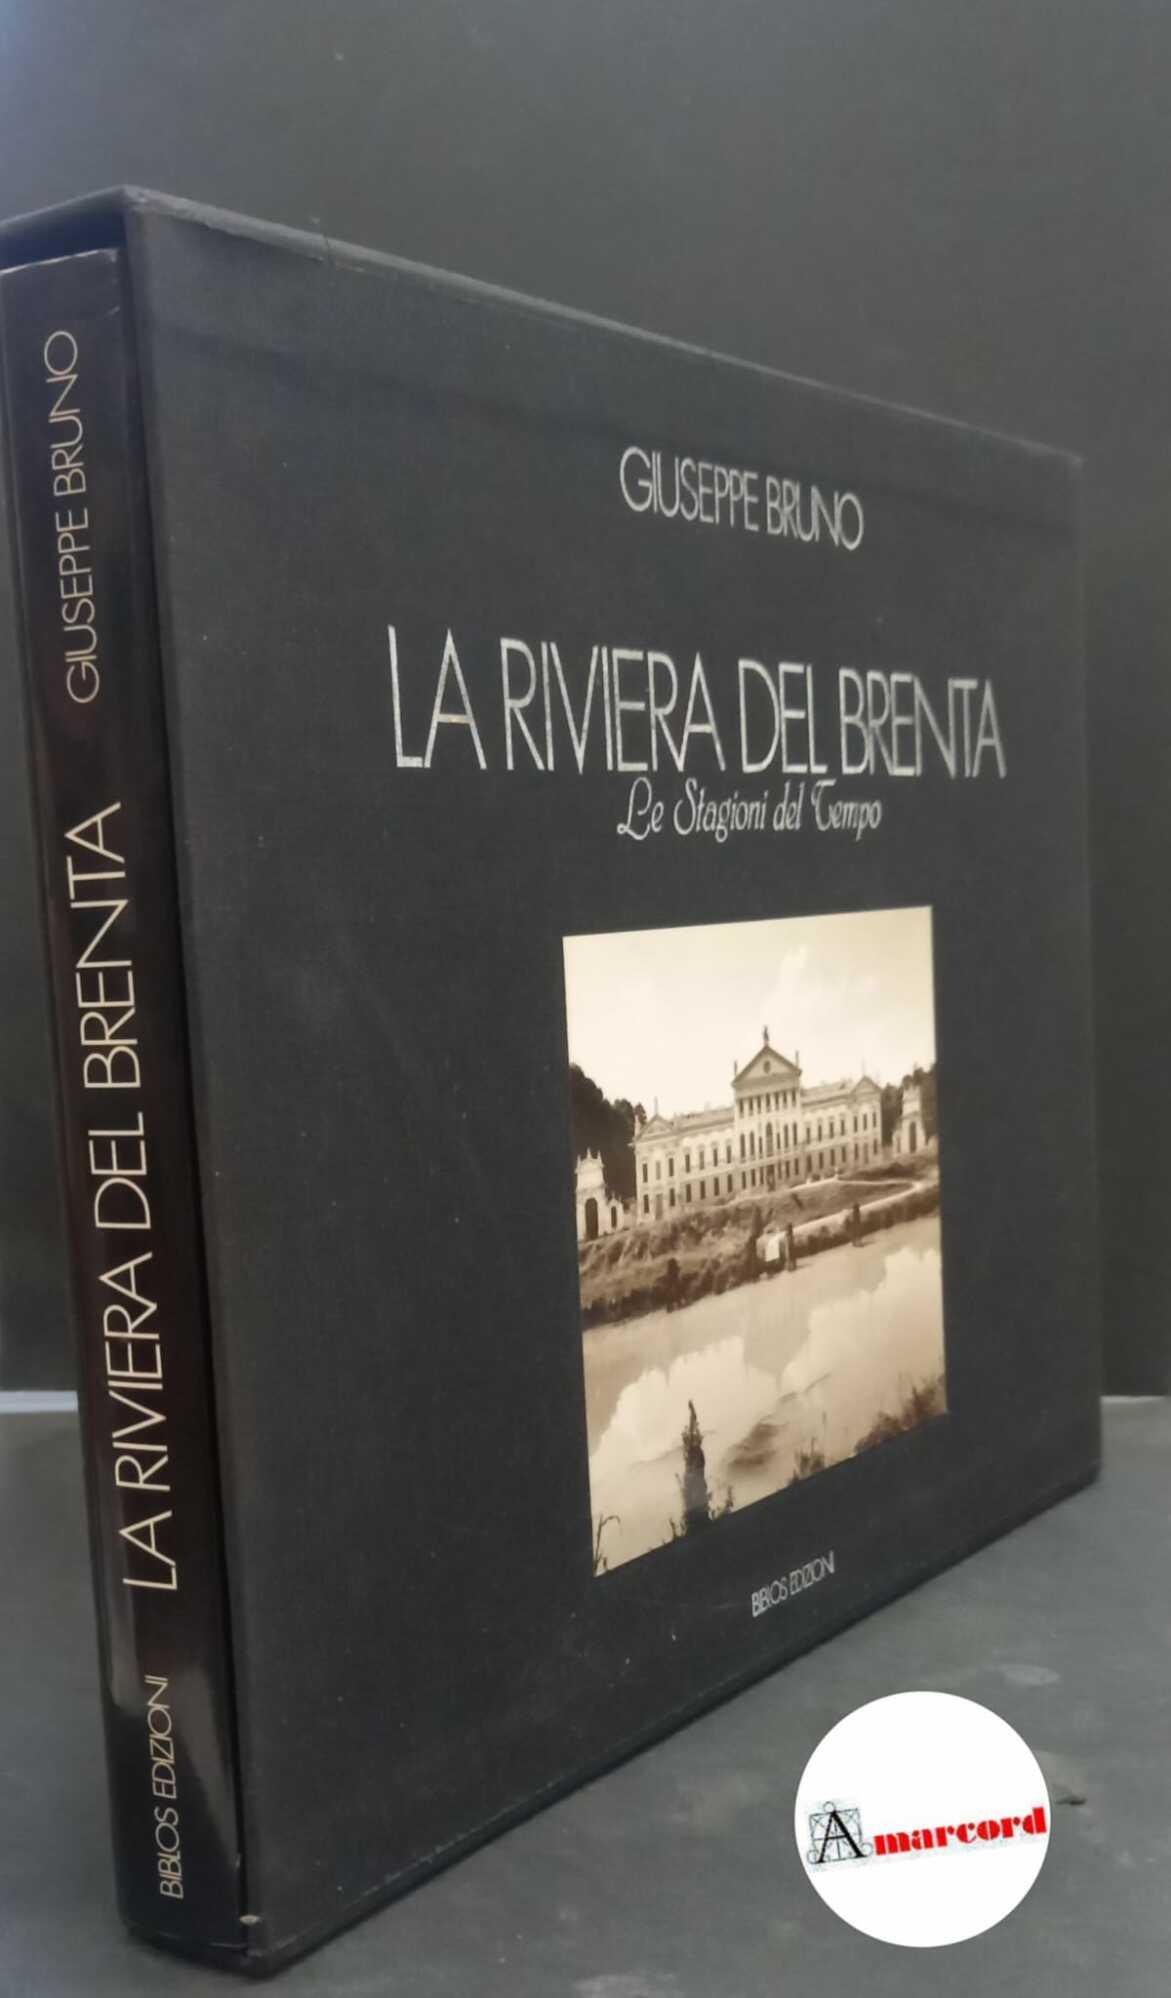 GIUSEPPE BRUNO
LA RIVIERA DEL BRENTA
Le Stagioni del Tempo
BIBLOS EDIZIONI
BIBLOS EDIZIONI LA RIVIERA DEL BRENTA GIUSEPPE BRUNO
Amarcord